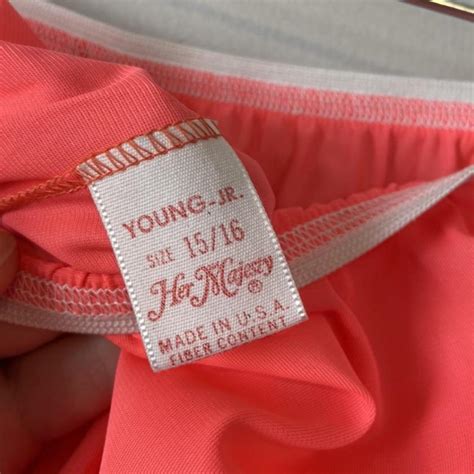 YOUNG-JR.
SIZE 15/16
Her Majesty®
MADE IN U.S.A
FIBER CONTENT